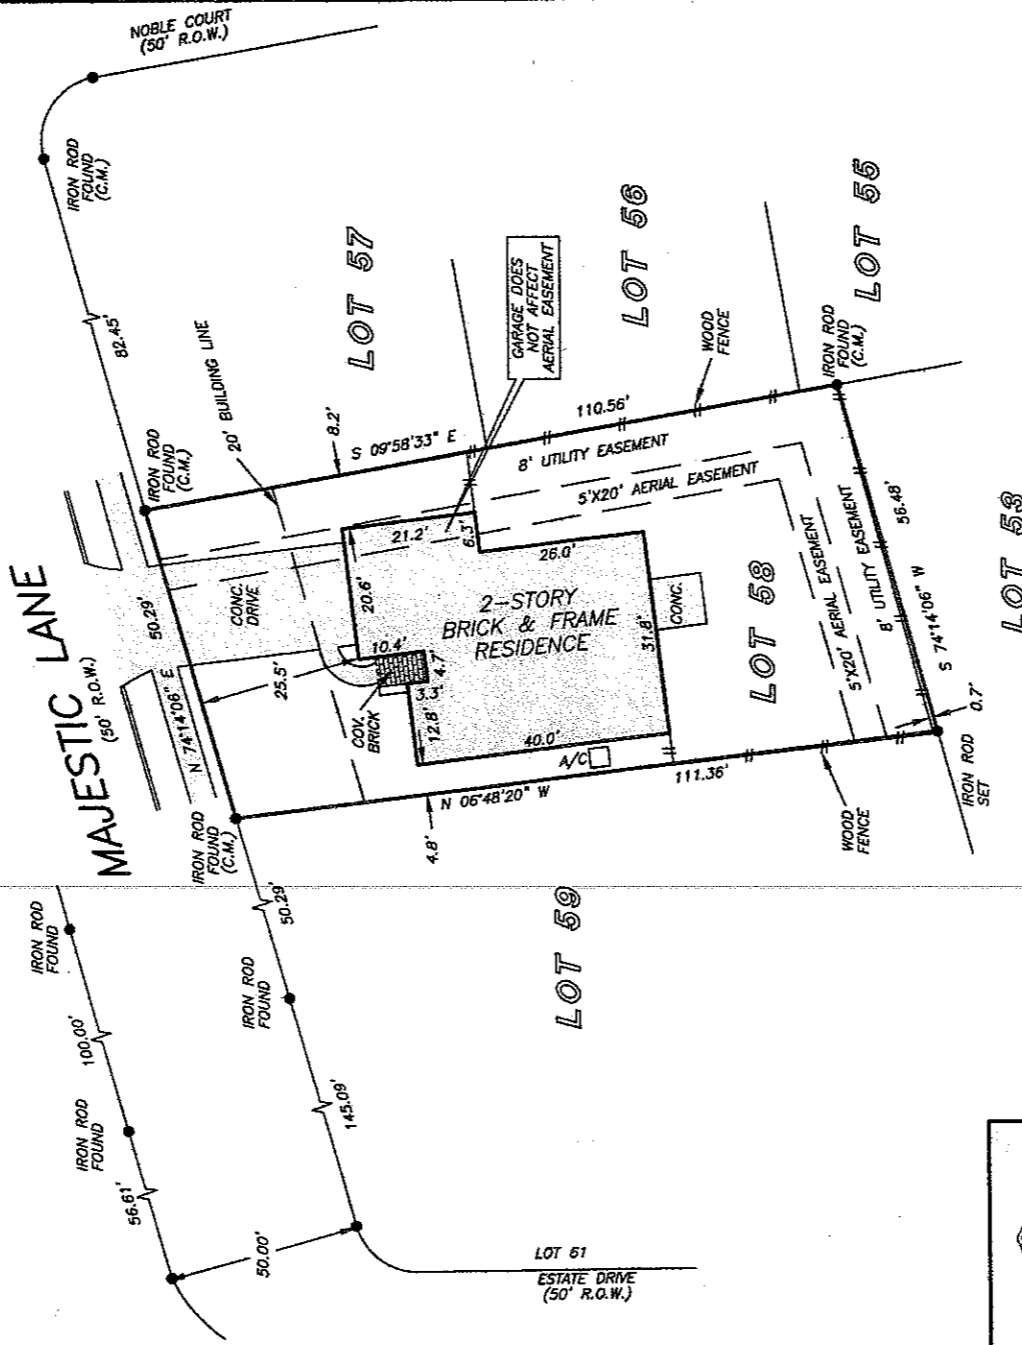 NOBLE COURT
(50' R.O.W.)
IRON ROD
FOUND
(C.M.)
82.45'
LOT 57
20' BUILDING LINE
8.2'
S 09°58'33" E
GARAGE DOES
NOT AFFECT
AERIAL EASEMENT
LOT 56
LOT 55
WOOD
FENCE
IRON ROD
FOUND
(C.M.)
110.56'
8' UTILITY EASEMENT
5'X20' AERIAL EASEMENT
IRON ROD
FOUND
(C.M.)
MAJESTIC LANE
(50' R.O.W.)
50.29'
N 74°14'06" E
CONC.
DRIVE
25.5'
20.6'
21.2'
6.3'
26.0'
10.4'
4.7'
3.3'
12.8'
COV.
BRICK
2-STORY
BRICK & FRAME
RESIDENCE
31.8'
CONC.
40.0'
A/C
LOT 58
5'X20' AERIAL EASEMENT
8' UTILITY EASEMENT
56.48'
S 74°14'06" W
0.7'
LOT 53
IRON ROD
SET
WOOD
FENCE
111.36'
N 06°48'20" W
4.8'
IRON ROD
FOUND
(C.M.)
50.29'
LOT 59
IRON ROD
FOUND
145.09'
IRON ROD
FOUND
100.00'
IRON ROD
FOUND
56.61'
50.00'
LOT 61
ESTATE DRIVE
(50' R.O.W.)